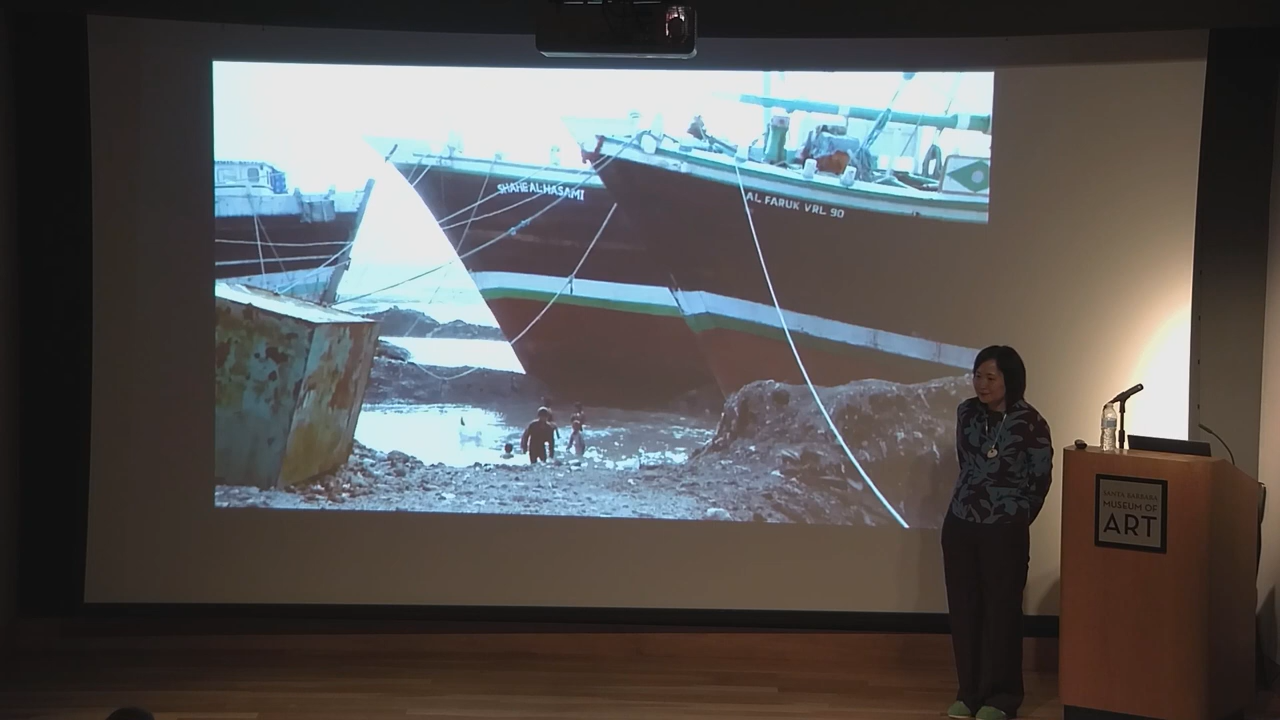 SHAHE AL HASAMI
AL FARUK VRL 90
SANTA BARBARA
MUSEUM OF
ART